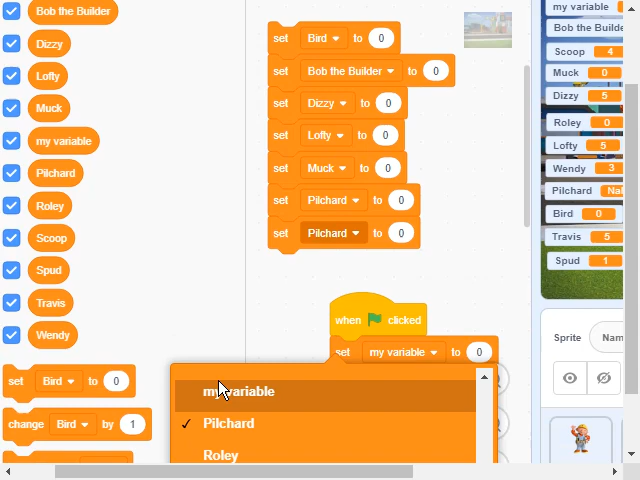 Bob the Builder
Dizzy
Lofty
Muck
my variable
Pilchard
Roley
Scoop
Spud
Travis
Wendy
set Bird to 0
change Bird by 1
set Bird to 0
set Bob the Builder to 0
set Dizzy to 0
set Lofty to 0
set Muck to 0
set Pilchard to 0
set Pilchard to 0
when clicked
set my variable to 0
my variable
Pilchard
Roley
my variable
Bob the Builde
Scoop 4
Muck 0
Dizzy 5
Roley 0
Lofty 5
Wendy 3
Pilchard Na
Bird 0
Travis 5
Spud 1
Sprite Nam